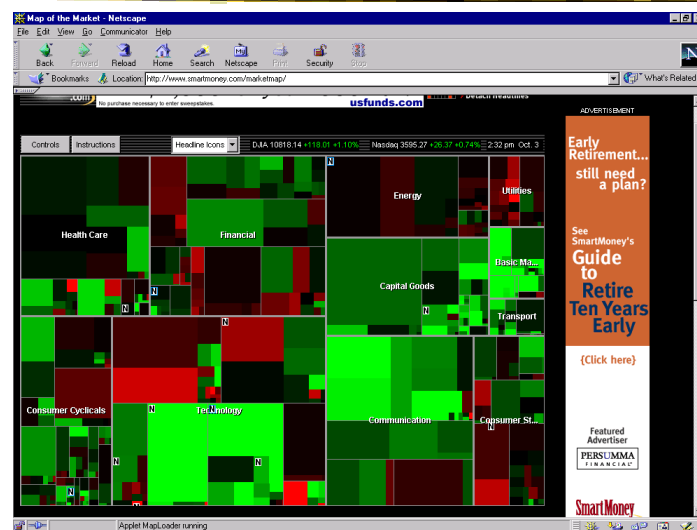 Map of the Market - Netscape
File Edit View Go Communicator Help
Back Forward Reload Home Search Netscape Print Security Stop
Bookmarks Location: http://www.smartmoney.com/marketmap/ What's Related
.com
No purchase necessary to enter sweepstakes.
usfunds.com
Detach Headlines
ADVERTISEMENT
Controls Instructions Headline Icons DJIA 10818.14 +118.01 +1.10% Nasdaq 3595.27 +26.37 +0.74% 2:32 pm Oct. 3
Early
Retirement...
still need
a plan?
See
SmartMoney's
Guide
to
Retire
Ten Years
Early
{Click here}
Featured
Advertiser
PERSUMMA
FINANCIAL
SmartMoney
N
Energy
Utilities
Health Care
Financial
Basic Ma...
Capital Goods
N
N
N
Transport
N
Consumer Cyclicals
N
Technology
Communication
Consumer St...
N
N
N
N
N
Applet MapLoader running